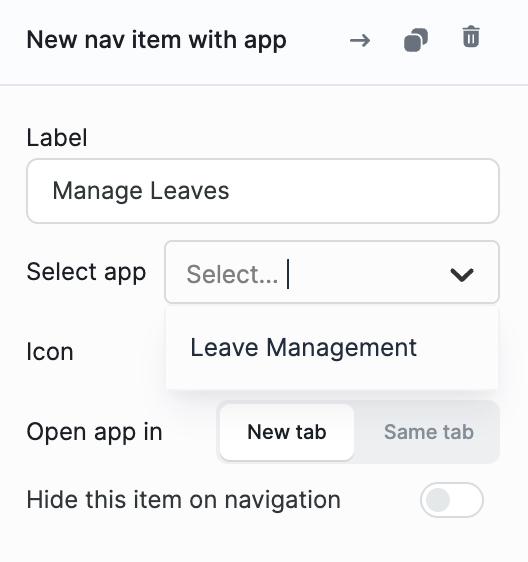 New nav item with app
Label
Manage Leaves
Select app
Select...
Leave Management
Icon
Open app in
New tab
Same tab
Hide this item on navigation